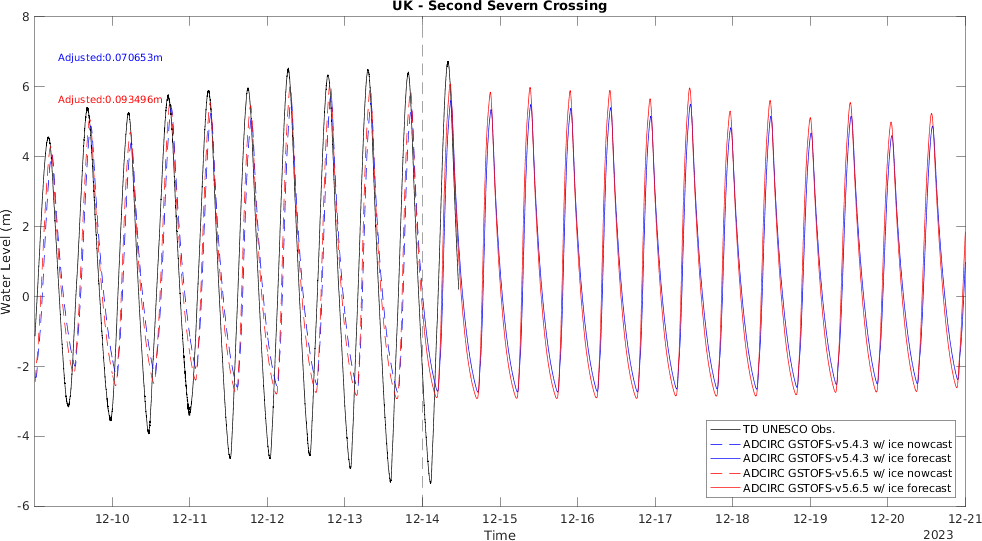 UK - Second Severn Crossing
8
6
4
2
0
-2
-4
-6
Water Level (m)
Adjusted:0.070653m
Adjusted:0.093496m
TD UNESCO Obs.
ADCIRC GSTOFS-v5.4.3 w/ ice nowcast
ADCIRC GSTOFS-v5.4.3 w/ ice forecast
ADCIRC GSTOFS-v5.6.5 w/ ice nowcast
ADCIRC GSTOFS-v5.6.5 w/ ice forecast
12-10 12-11 12-12 12-13 12-14 12-15 12-16 12-17 12-18 12-19 12-20 12-21
Time
2023